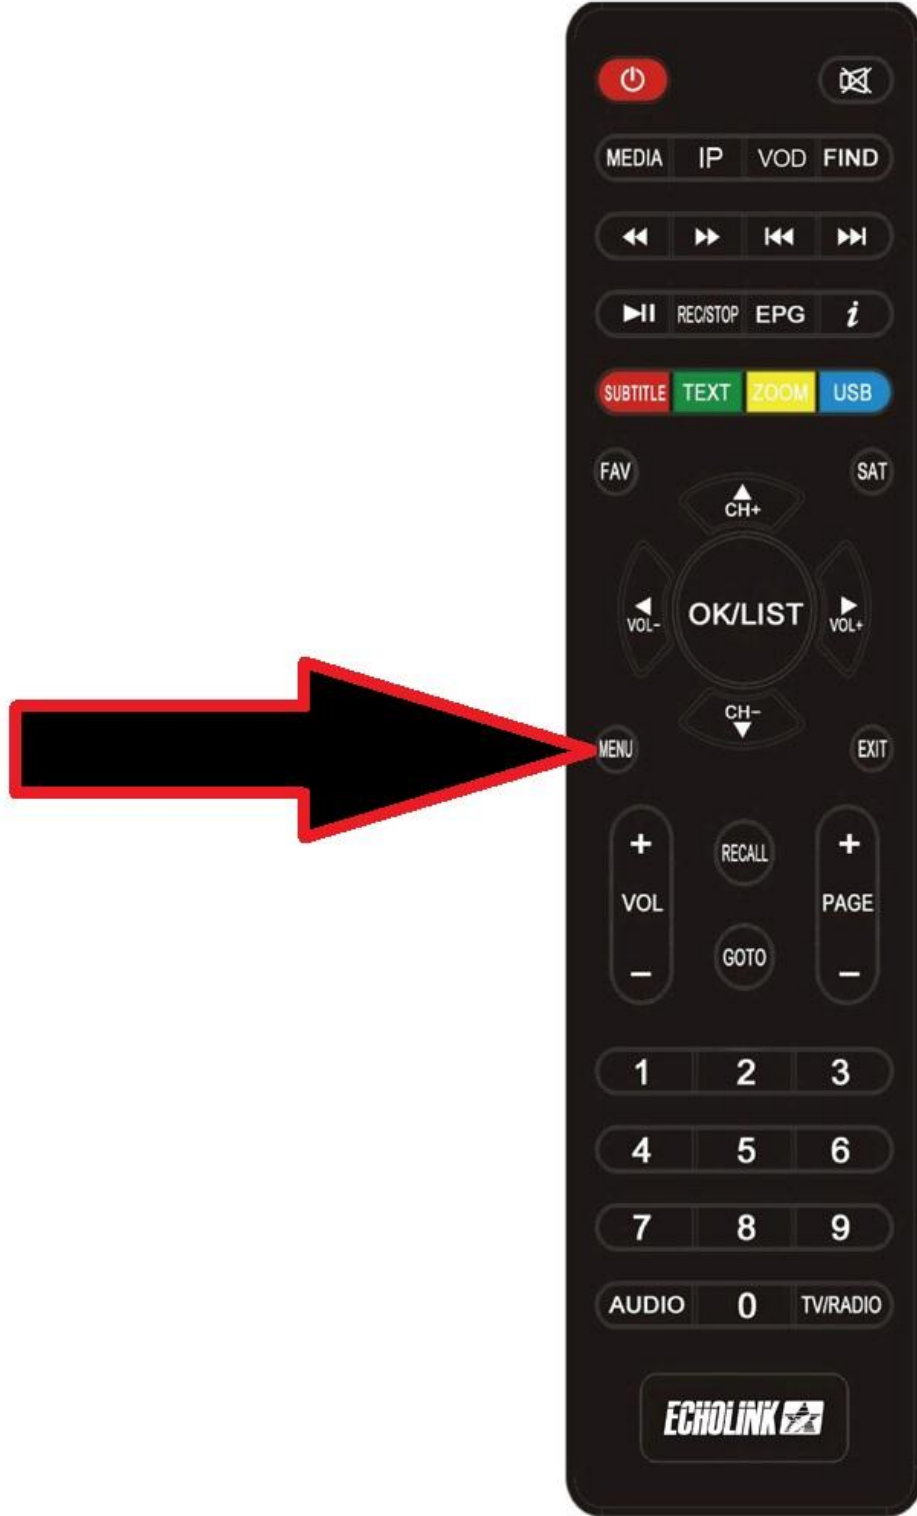 MEDIA IP VOD FIND
REC/STOP EPG i
SUBTITLE TEXT ZOOM USB
FAV SAT
CH+
VOL- OK/LIST VOL+
CH-
MENU EXIT
+ RECALL +
VOL PAGE
- GOTO -
1 2 3
4 5 6
7 8 9
AUDIO 0 TV/RADIO
ECHOLINK